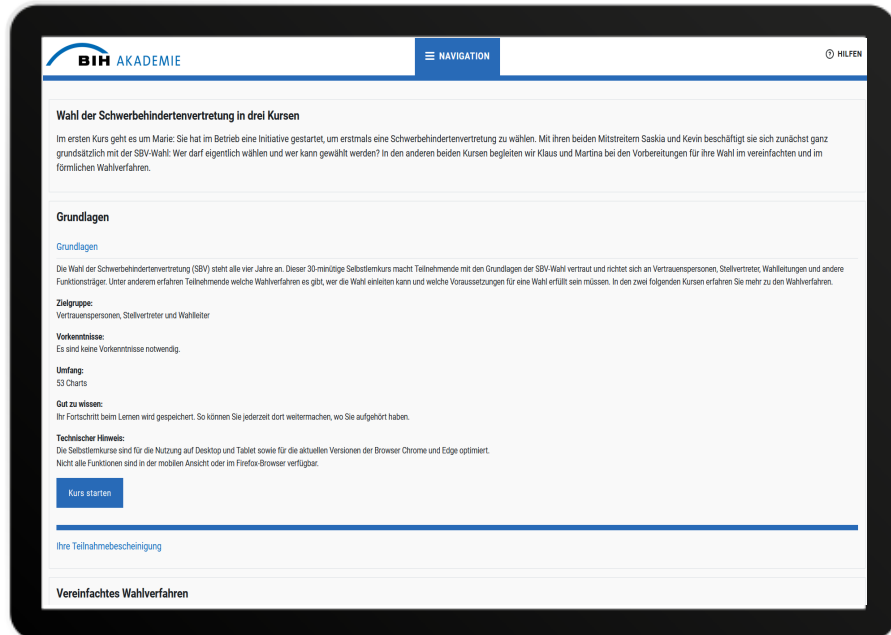 BIH AKADEMIE
NAVIGATION
HILFEN
Wahl der Schwerbehindertenvertretung in drei Kursen
Im ersten Kurs geht es um Marie: Sie hat im Betrieb eine Initiative gestartet, um erstmals eine Schwerbehindertenvertretung zu wählen. Mit ihren beiden Mitstreitern Saskia und Kevin beschäftigt sie sich zunächst ganz
grundsätzlich mit der SBV-Wahl: Wer darf eigentlich wählen und wer kann gewählt werden? In den anderen beiden Kursen begleiten wir Klaus und Martina bei den Vorbereitungen für ihre Wahl im vereinfachten und im
förmlichen Wahlverfahren.
Grundlagen
Grundlagen
Die Wahl der Schwerbehindertenvertretung (SBV) steht alle vier Jahre an. Dieser 30-minütige Selbstlernkurs macht Teilnehmende mit den Grundlagen der SBV-Wahl vertraut und richtet sich an Vertrauenspersonen, Stellvertreter, Wahlleitungen und andere
Funktionsträger. Unter anderem erfahren Teilnehmende welche Wahlverfahren es gibt, wer die Wahl einleiten kann und welche Voraussetzungen für eine Wahl erfüllt sein müssen. In den zwei folgenden Kursen erfahren Sie mehr zu den Wahlverfahren.
Zielgruppe:
Vertrauenspersonen, Stellvertreter und Wahlleiter
Vorkenntnisse:
Es sind keine Vorkenntnisse notwendig.
Umfang:
53 Charts
Gut zu wissen:
Ihr Fortschritt beim Lernen wird gespeichert. So können Sie jederzeit dort weitermachen, wo Sie aufgehört haben.
Technischer Hinweis:
Die Selbstlernkurse sind für die Nutzung auf Desktop und Tablet sowie für die aktuellen Versionen der Browser Chrome und Edge optimiert.
Nicht alle Funktionen sind in der mobilen Ansicht oder im Firefox-Browser verfügbar.
Kurs starten
Ihre Teilnahmebescheinigung
Vereinfachtes Wahlverfahren